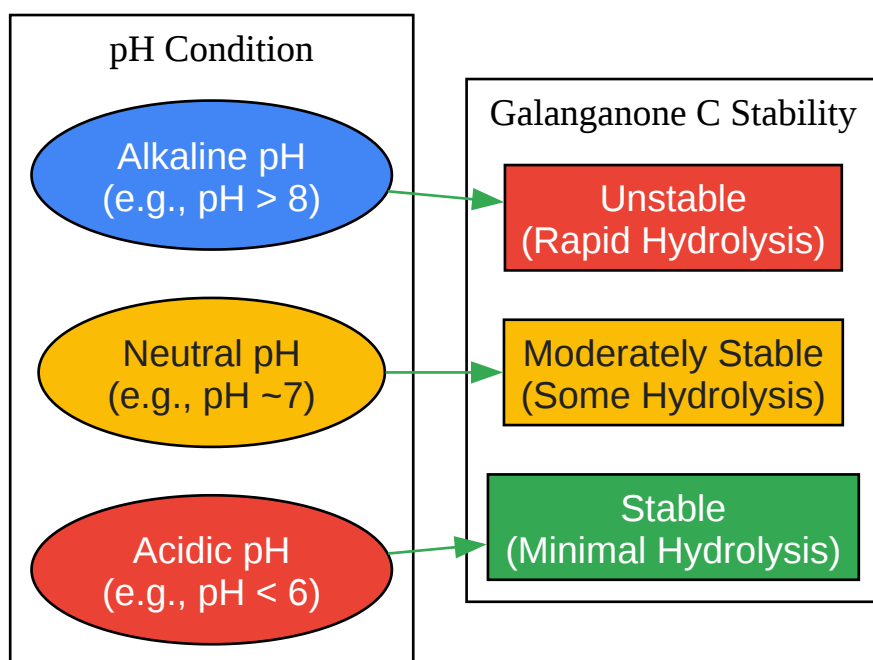 pH Condition
Alkaline pH
(e.g., pH > 8)
Neutral pH
(e.g., pH ~7)
Acidic pH
(e.g., pH < 6)
Galanganone C Stability
Unstable
(Rapid Hydrolysis)
Moderately Stable
(Some Hydrolysis)
Stable
(Minimal Hydrolysis)